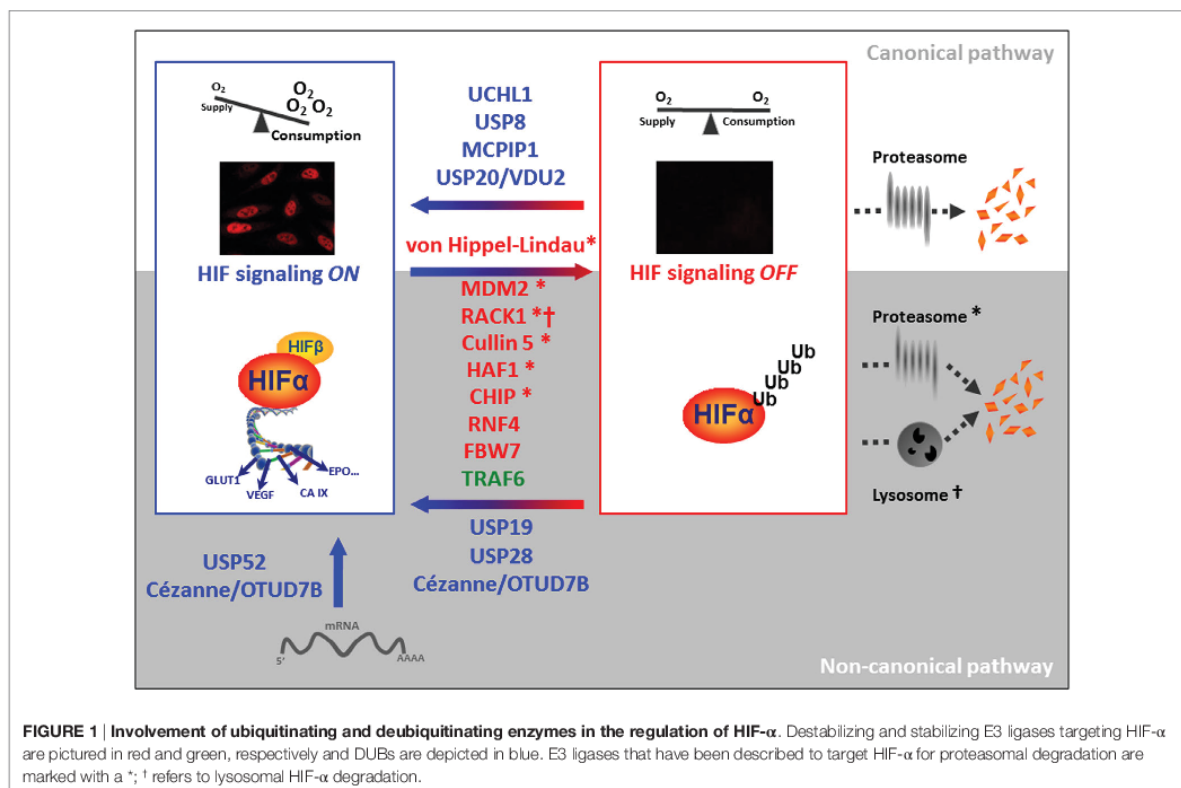 Canonical pathway
O₂
Supply
O₂
O₂ O₂
Consumption
HIF signaling ON
HIFβ
HIFα
GLUT1
VEGF
CA IX
EPO...
UCHL1
USP8
MCPIP1
USP20/VDU2
von Hippel-Lindau*
MDM2 *
RACK1 *†
Cullin 5 *
HAF1 *
CHIP *
RNF4
FBW7
TRAF6
USP19
USP28
Cézanne/OTUD7B
O₂
O₂
Supply
Consumption
HIF signaling OFF
Ub
Ub
Ub
Ub
HIFα
Proteasome
Proteasome *
Lysosome †
USP52
Cézanne/OTUD7B
mRNA
5'
AAAA
Non-canonical pathway
FIGURE 1 | Involvement of ubiquitinating and deubiquitinating enzymes in the regulation of HIF-α. Destabilizing and stabilizing E3 ligases targeting HIF-α
are pictured in red and green, respectively and DUBs are depicted in blue. E3 ligases that have been described to target HIF-α for proteasomal degradation are
marked with a *; † refers to lysosomal HIF-α degradation.